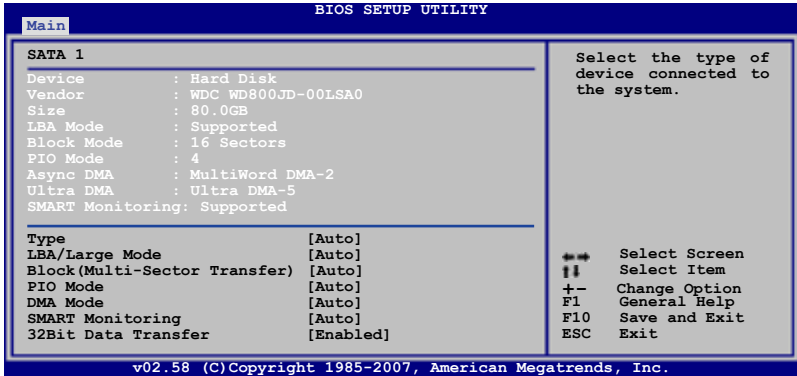 BIOS SETUP UTILITY
Main
SATA 1
Device : Hard Disk
Vendor : WDC WD800JD-00LSA0
Size : 80.0GB
LBA Mode : Supported
Block Mode : 16 Sectors
PIO Mode : 4
Async DMA : MultiWord DMA-2
Ultra DMA : Ultra DMA-5
SMART Monitoring: Supported
Type [Auto]
LBA/Large Mode [Auto]
Block(Multi-Sector Transfer) [Auto]
PIO Mode [Auto]
DMA Mode [Auto]
SMART Monitoring [Auto]
32Bit Data Transfer [Enabled]
Select the type of
device connected to
the system.
←→ Select Screen
↑↓ Select Item
+- Change Option
F1 General Help
F10 Save and Exit
ESC Exit
v02.58 (C)Copyright 1985-2007, American Megatrends, Inc.